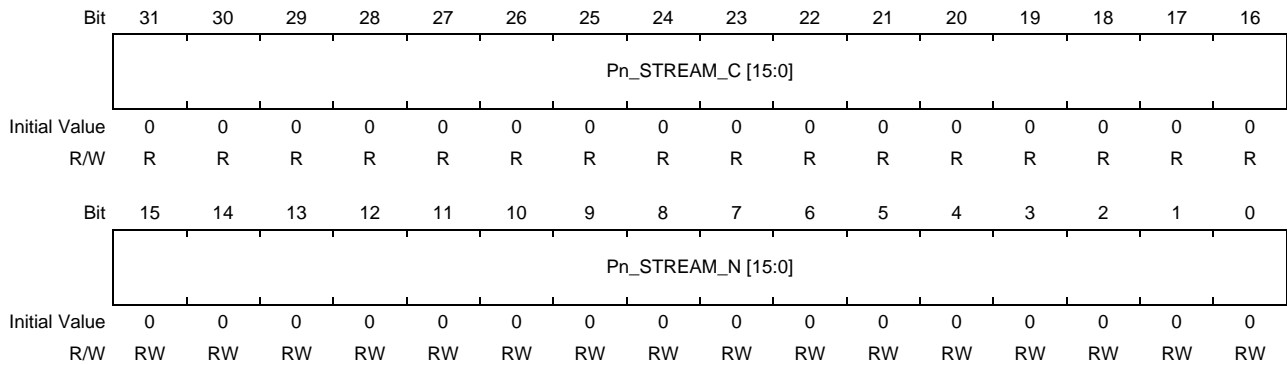 Bit 31 30 29 28 27 26 25 24 23 22 21 20 19 18 17 16
Pn_STREAM_C [15:0]
Initial Value 0 0 0 0 0 0 0 0 0 0 0 0 0 0 0 0
R/W R R R R R R R R R R R R R R R R
Bit 15 14 13 12 11 10 9 8 7 6 5 4 3 2 1 0
Pn_STREAM_N [15:0]
Initial Value 0 0 0 0 0 0 0 0 0 0 0 0 0 0 0 0
R/W RW RW RW RW RW RW RW RW RW RW RW RW RW RW RW RW